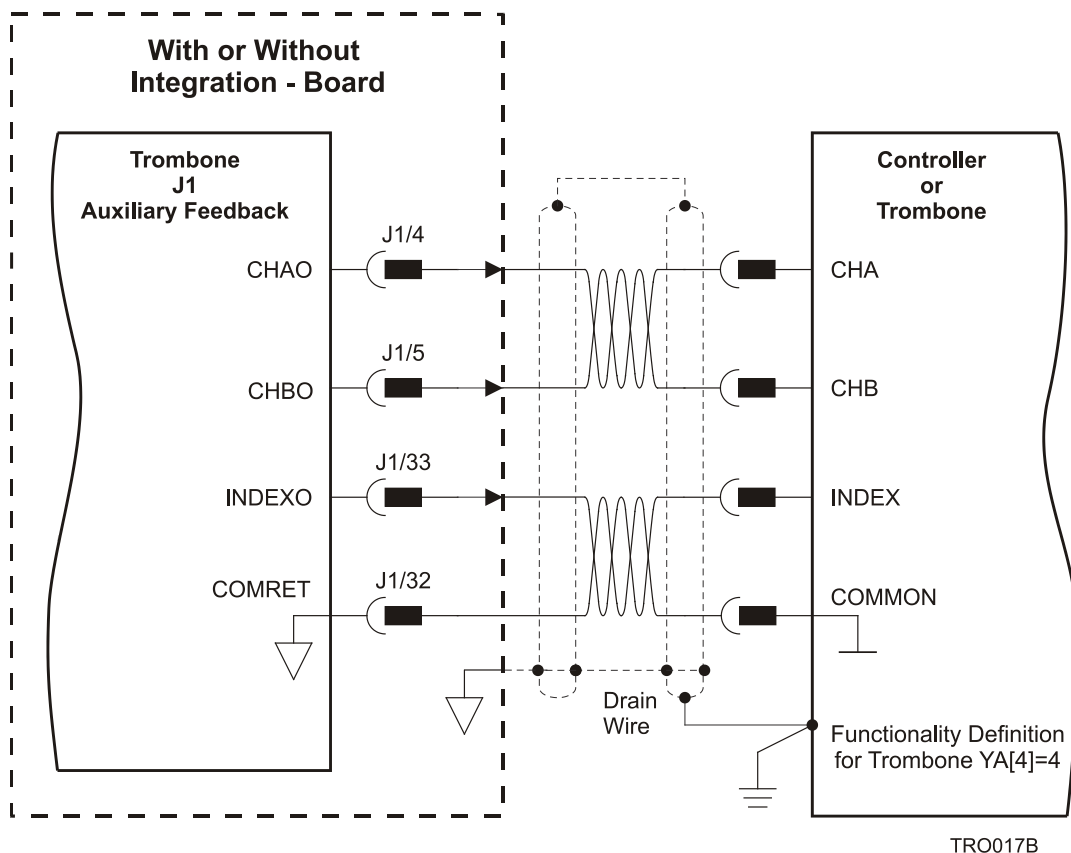 With or Without
Integration - Board
Trombone
J1
Auxiliary Feedback
Controller
or
Trombone
J1/4
CHAO
CHA
J1/5
CHBO
CHB
J1/33
INDEXO
INDEX
J1/32
COMRET
COMMON
Drain
Wire
Functionality Definition
for Trombone YA[4]=4
TRO017B